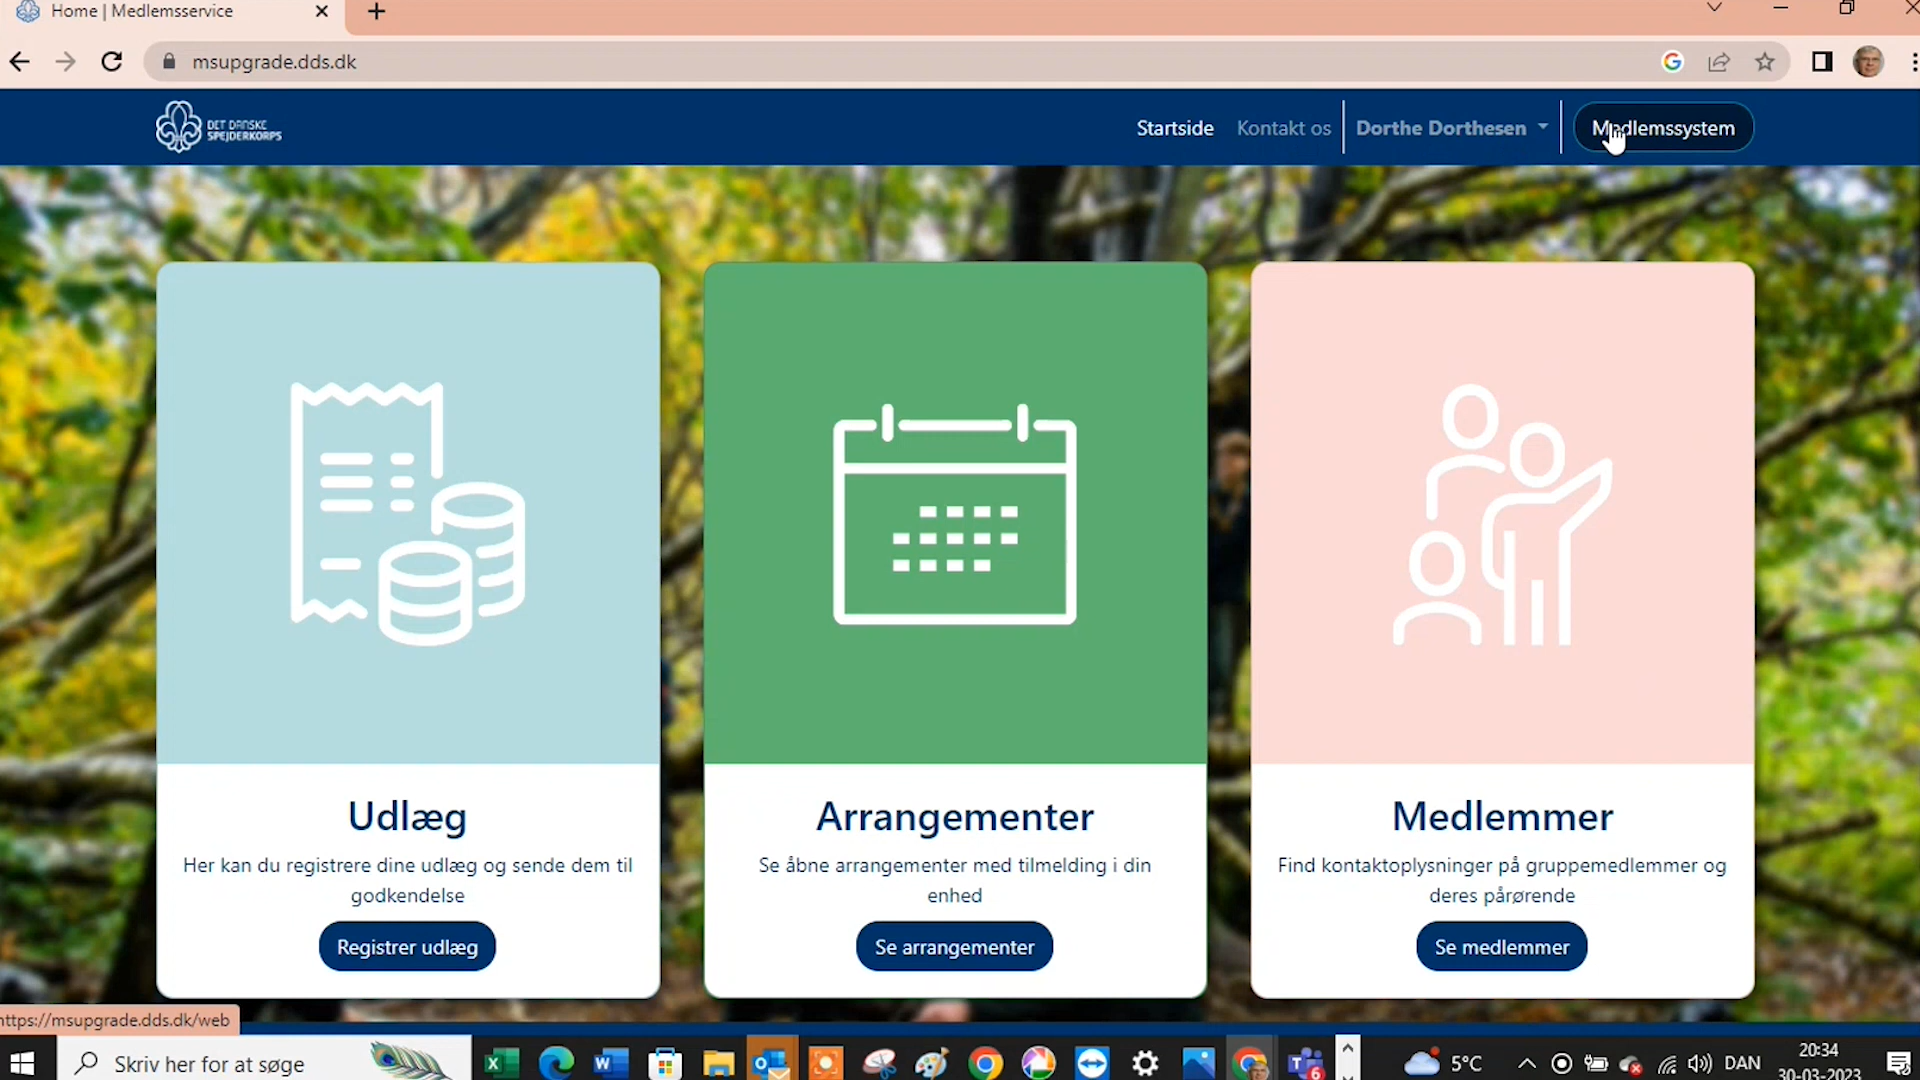 Home | Medlemsservice
msupgrade.dds.dk
DET DANSKE
SPEJDERKORPS
Startside
Kontakt os
Dorthe Dorthesen
Medlemssystem
Udlæg
Her kan du registrere dine udlæg og sende dem til
godkendelse
Registrer udlæg
Arrangementer
Se åbne arrangementer med tilmelding i din
enhed
Se arrangementer
Medlemmer
Find kontaktoplysninger på gruppemedlemmer og
deres pårørende
Se medlemmer
https://msupgrade.dds.dk/web
Skriv her for at søge
5°C
DAN
20:34
30-03-2023